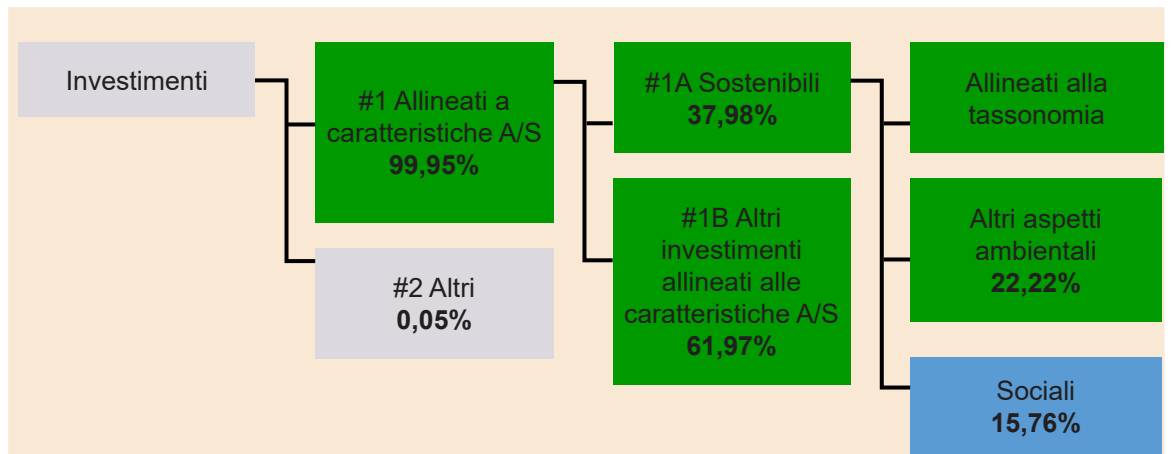 Investimenti
#1 Allineati a
caratteristiche A/S
99,95%
#2 Altri
0,05%
#1A Sostenibili
37,98%
#1B Altri
investimenti
allineati alle
caratteristiche A/S
61,97%
Allineati alla
tassonomia
Altri aspetti
ambientali
22,22%
Sociali
15,76%